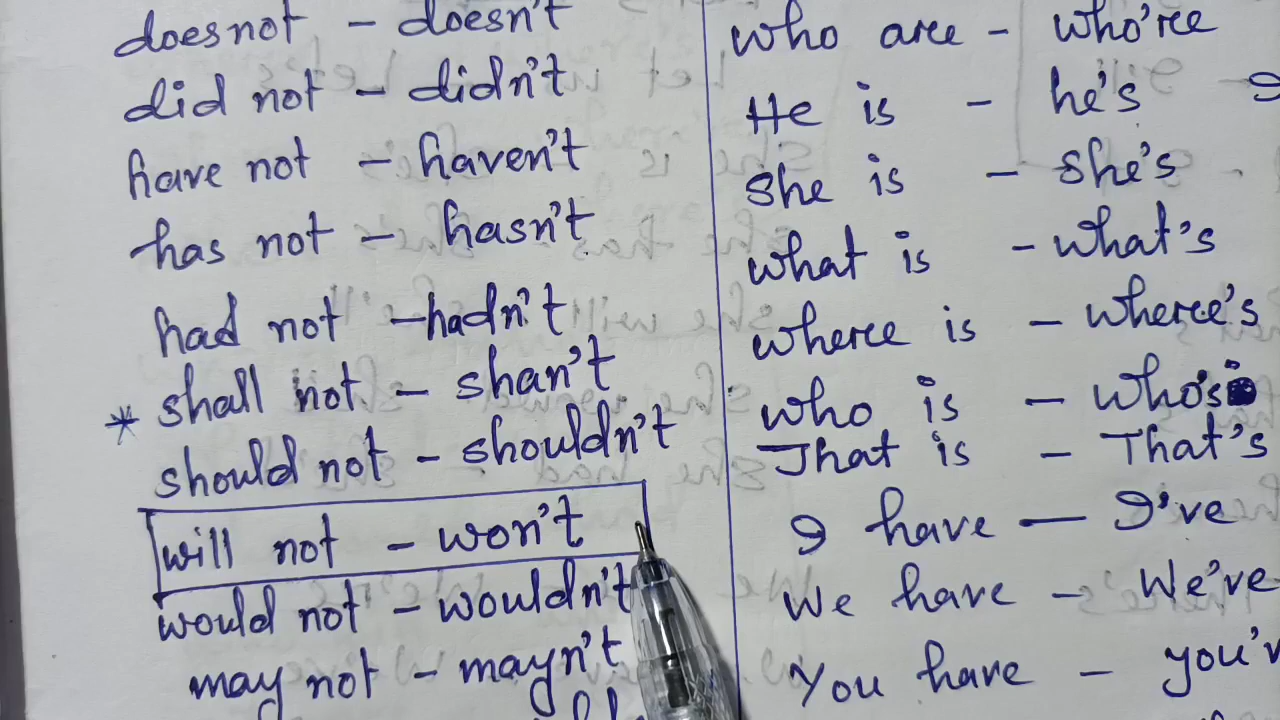 does not - doesn't
did not - didn't
have not - haven't
has not - hasn't
had not - hadn't
* shall not - shan't
should not - shouldn't
will not - won't
would not - wouldn't
may not - mayn't
who are - who're
He is - he's
She is - she's
what is - what's
where is - where's
who is - who's
That is - That's
I have - I've
We have - We've
You have -